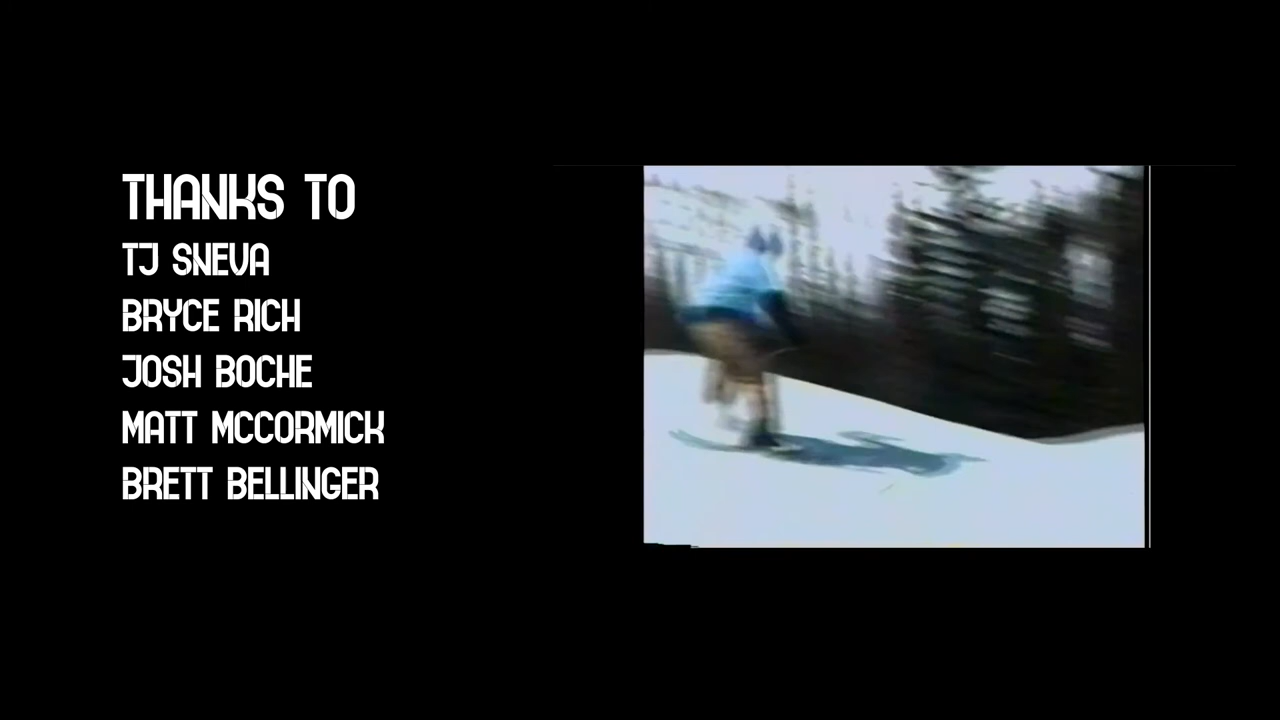 THANKS TO
TJ SNEVA
BRYCE RICH
JOSH BOCHE
MATT MCCORMICK
BRETT BELLINGER